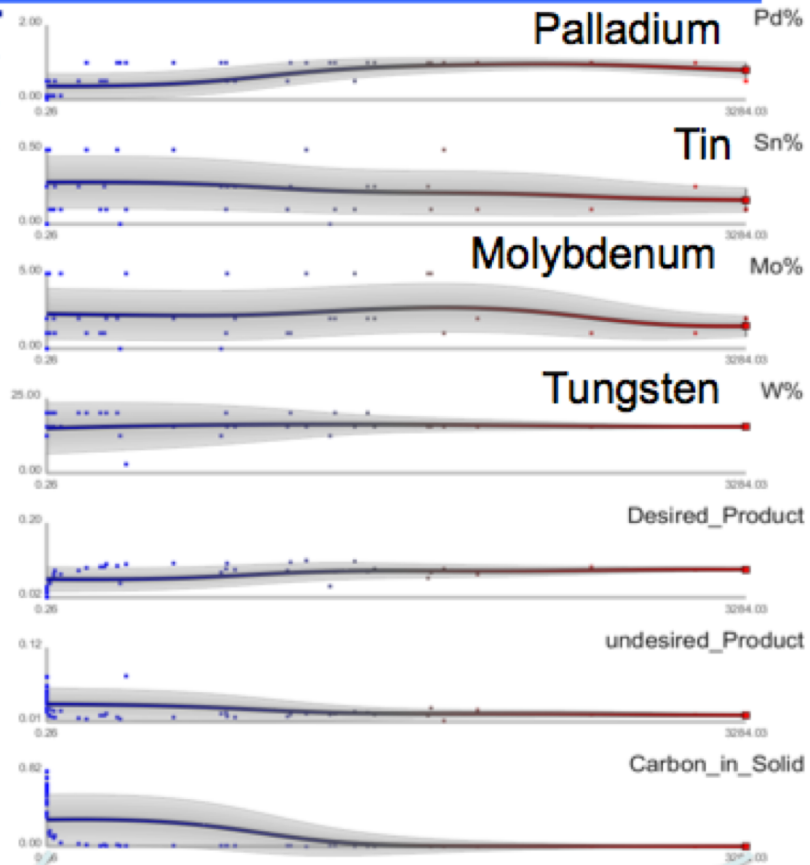 2.00
Palladium
Pd%
0.00
0.26
3284.03
0.50
Tin
Sn%
0.00
0.26
3284.03
5.00
Molybdenum
Mo%
0.00
0.26
3284.03
25.00
Tungsten
W%
0.00
0.26
3284.03
0.20
Desired_Product
0.02
0.26
3284.03
0.12
undesired_Product
0.01
0.26
3284.03
0.82
Carbon_in_Solid
0.00